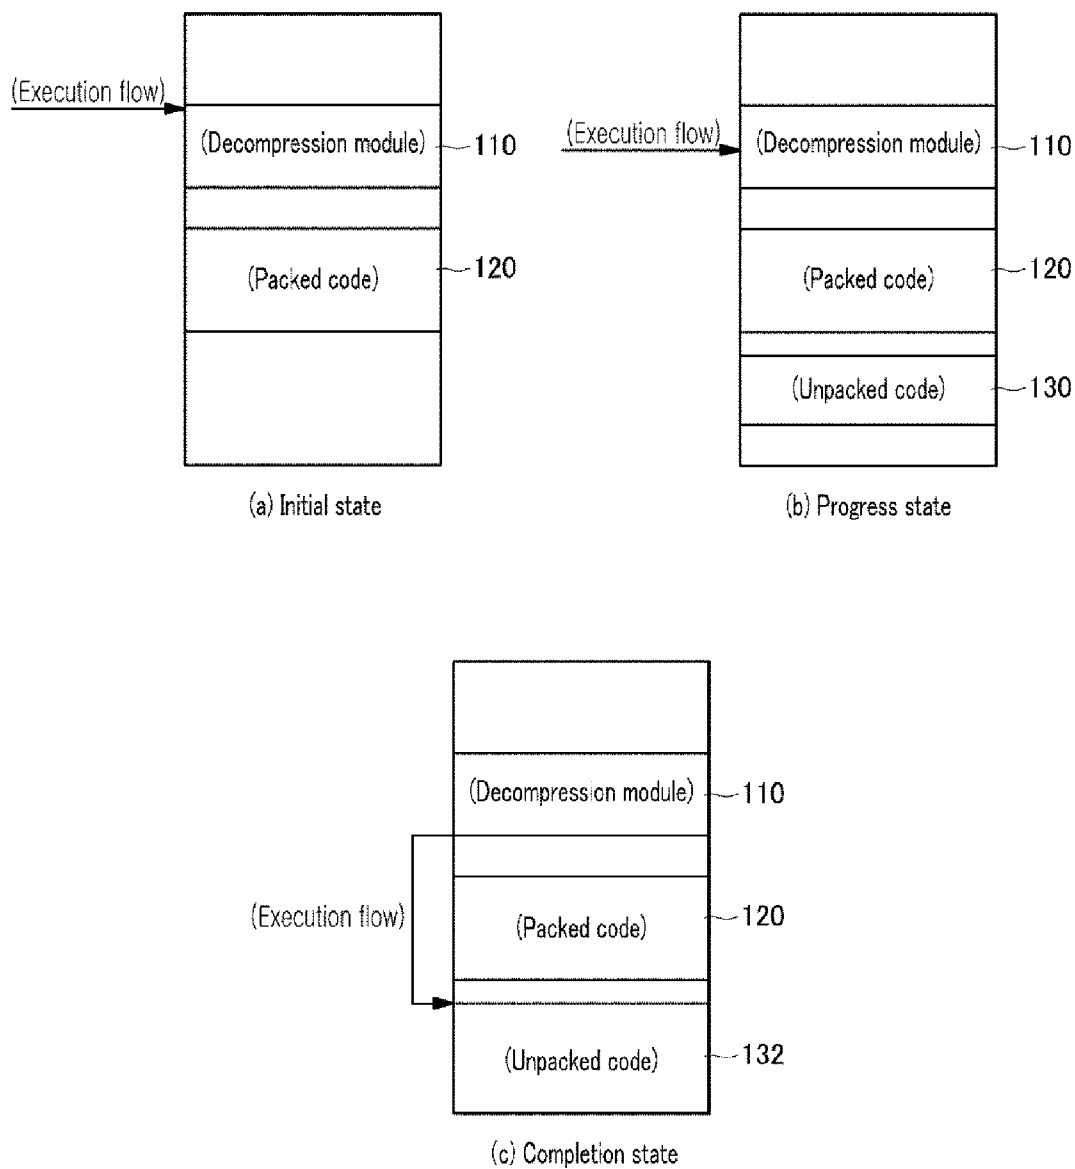 (Execution flow)
(Decompression module) 110
(Packed code) 120
(a) Initial state
(Execution flow)
(Decompression module) 110
(Packed code) 120
(Unpacked code) 130
(b) Progress state
(Decompression module) 110
(Execution flow)
(Packed code) 120
(Unpacked code) 132
(c) Completion state